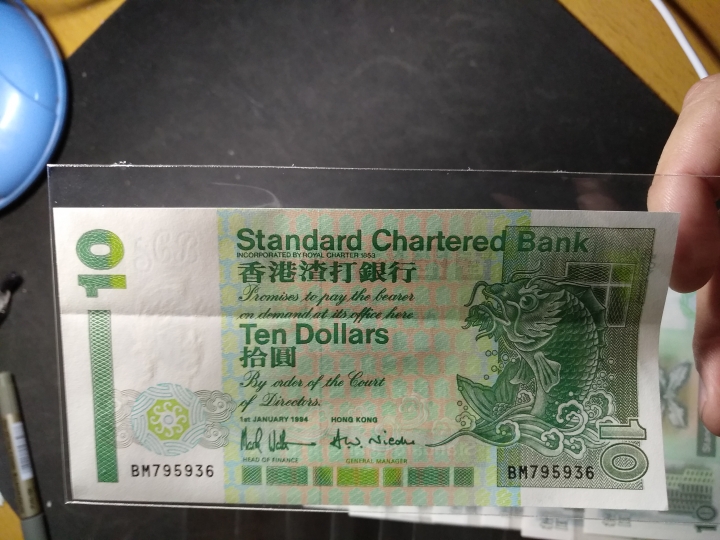 10
Standard Chartered Bank
INCORPORATED BY ROYAL CHARTER 1853
香港渣打銀行
Promises to pay the bearer
on demand at its office here
Ten Dollars
拾圓
By order of the Court
of Directors.
1st JANUARY 1994 HONG KONG
HEAD OF FINANCE GENERAL MANAGER
BM795936 BM795936
10
10